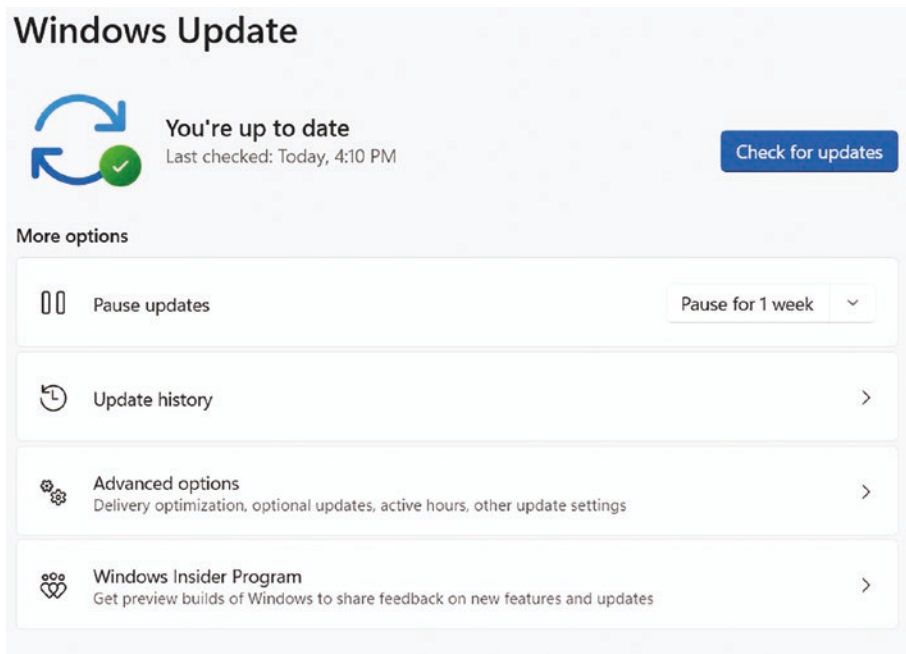 Windows Update
You're up to date
Last checked: Today, 4:10 PM
Check for updates
More options
Pause updates
Pause for 1 week
Update history
Advanced options
Delivery optimization, optional updates, active hours, other update settings
Windows Insider Program
Get preview builds of Windows to share feedback on new features and updates